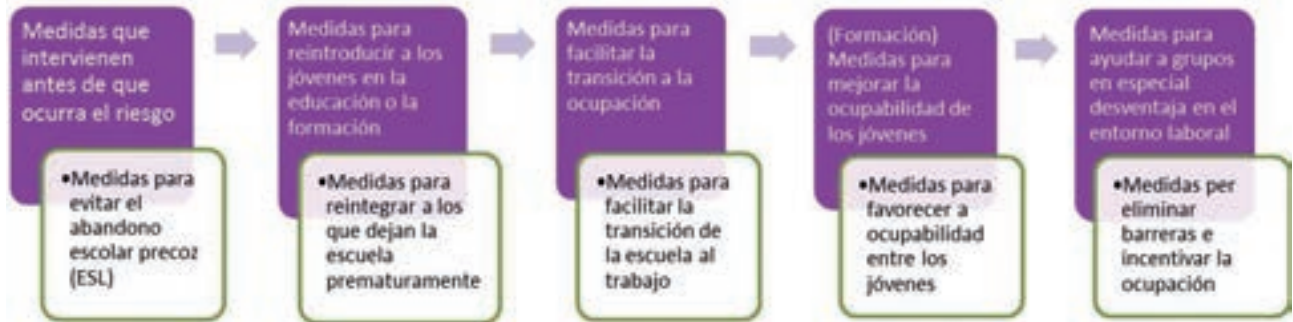 Medidas que
intervienen
antes de que
ocurra el riesgo
•Medidas para
evitar el
abandono
escolar precoz
(ESL)
Medidas para
reintroducir a los
jóvenes en la
educación o la
formación
•Medidas para
reintegrar a los
que dejan la
escuela
prematuramente
Medidas para
facilitar la
transición a la
ocupación
•Medidas para
facilitar la
transición de
la escuela al
trabajo
(Formación)
Medidas para
mejorar la
ocupabilidad de
los jóvenes
•Medidas para
favorecer a
ocupabilidad
entre los
jóvenes
Medidas para
ayudar a grupos
en especial
desventaja en el
entorno laboral
•Medidas per
eliminar
barreras e
incentivar la
ocupación